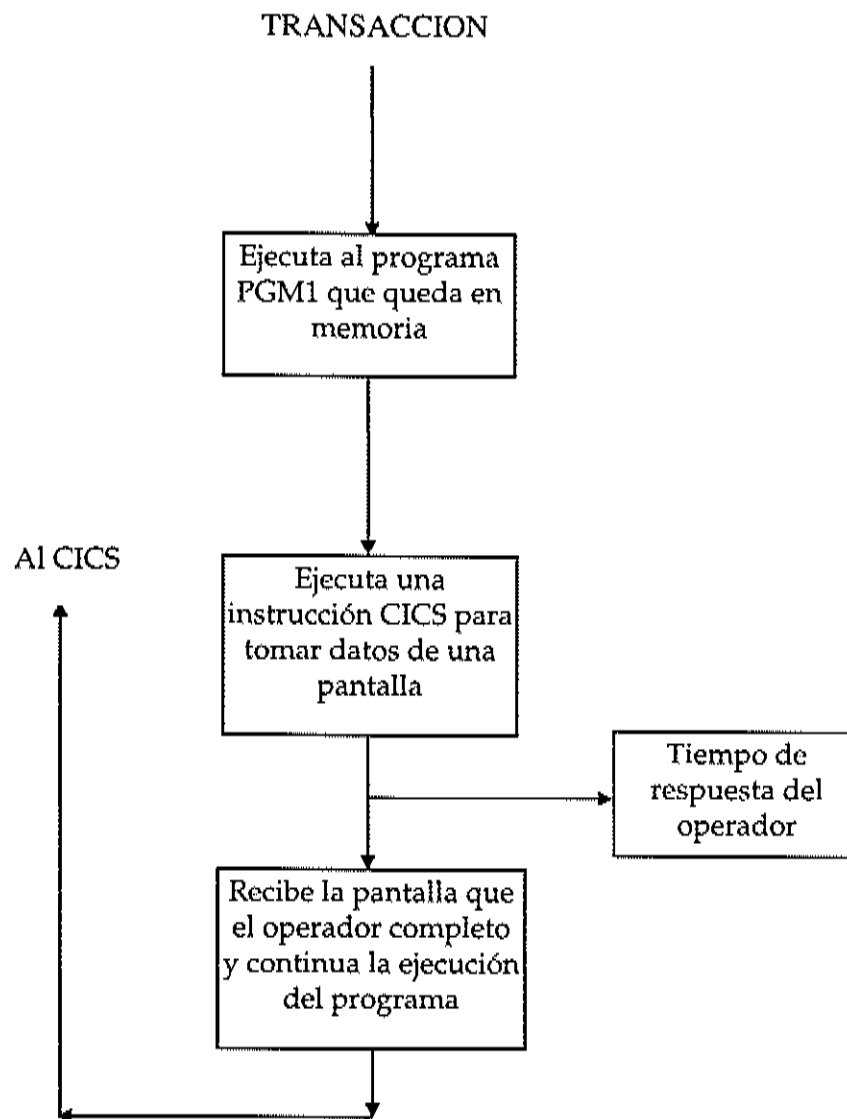 TRANSACCION
Ejecuta al programa
PGM1 que queda en
memoria
Al CICS
Ejecuta una
instrucción CICS para
tomar datos de una
pantalla
Tiempo de
respuesta del
operador
Recibe la pantalla que
el operador completo
y continua la ejecución
del programa